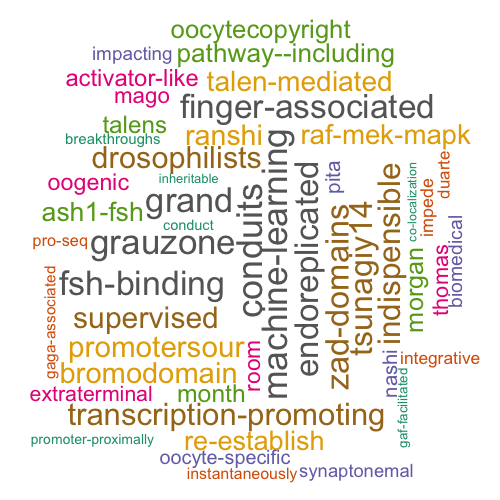 oocytecopyright
impacting pathway--including
activator-like talen-mediated
mago finger-associated
talens ranshi raf-mek-mapk
breakthroughs
drosophilists
inheritable
oogenic
grand
ash1-fsh
conduct
pro-seq grauzone
fsh-binding
conduits
machine-learning
endoreplicated
pita
zad-domains
tsunagiy14
indispensible
co-localization
duarte
impede
morgan
thomas
biomedical
gaga-associated
supervised
promotersour
room
bromodomain
nashi
integrative
gaf-facilitated
extraterminal month
transcription-promoting
promoter-proximally re-establish
oocyte-specific
instantaneously synaptonemal